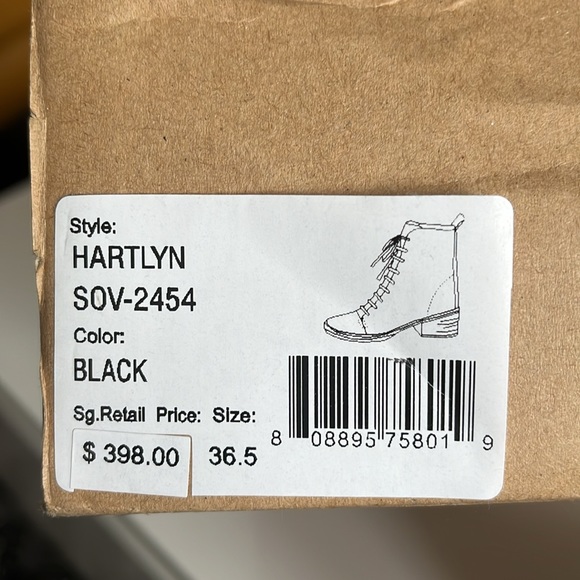 Style:
HARTLYN
SOV-2454
Color:
BLACK
Sg.Retail Price: Size:
$ 398.00 36.5
8 08895 75801 9